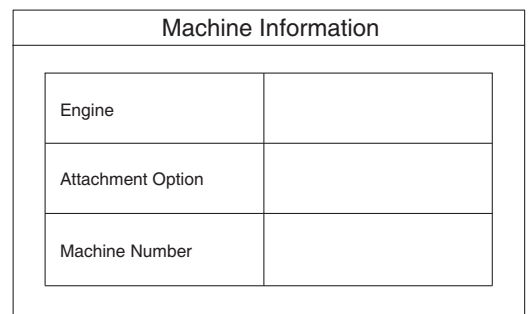 Machine Information
Engine
Attachment Option
Machine Number